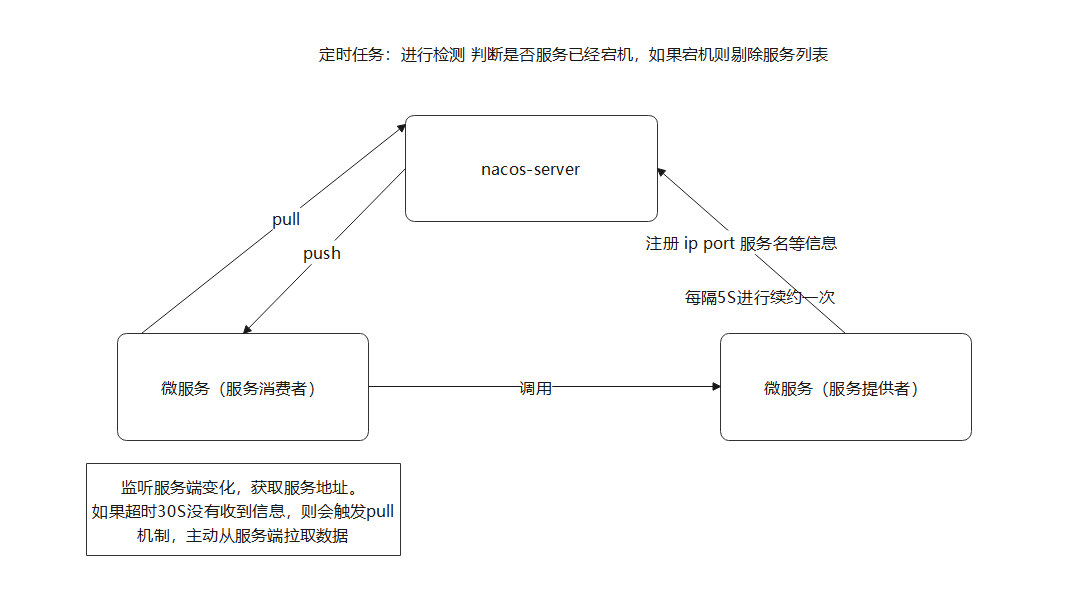 定时任务：进行检测 判断是否服务已经宕机，如果宕机则剔除服务列表
nacos-server
pull
push
注册 ip port 服务名等信息
每隔5S进行续约一次
微服务（服务消费者）
调用
微服务（服务提供者）
监听服务端变化，获取服务地址。
如果超时30S没有收到信息，则会触发pull
机制，主动从服务端拉取数据